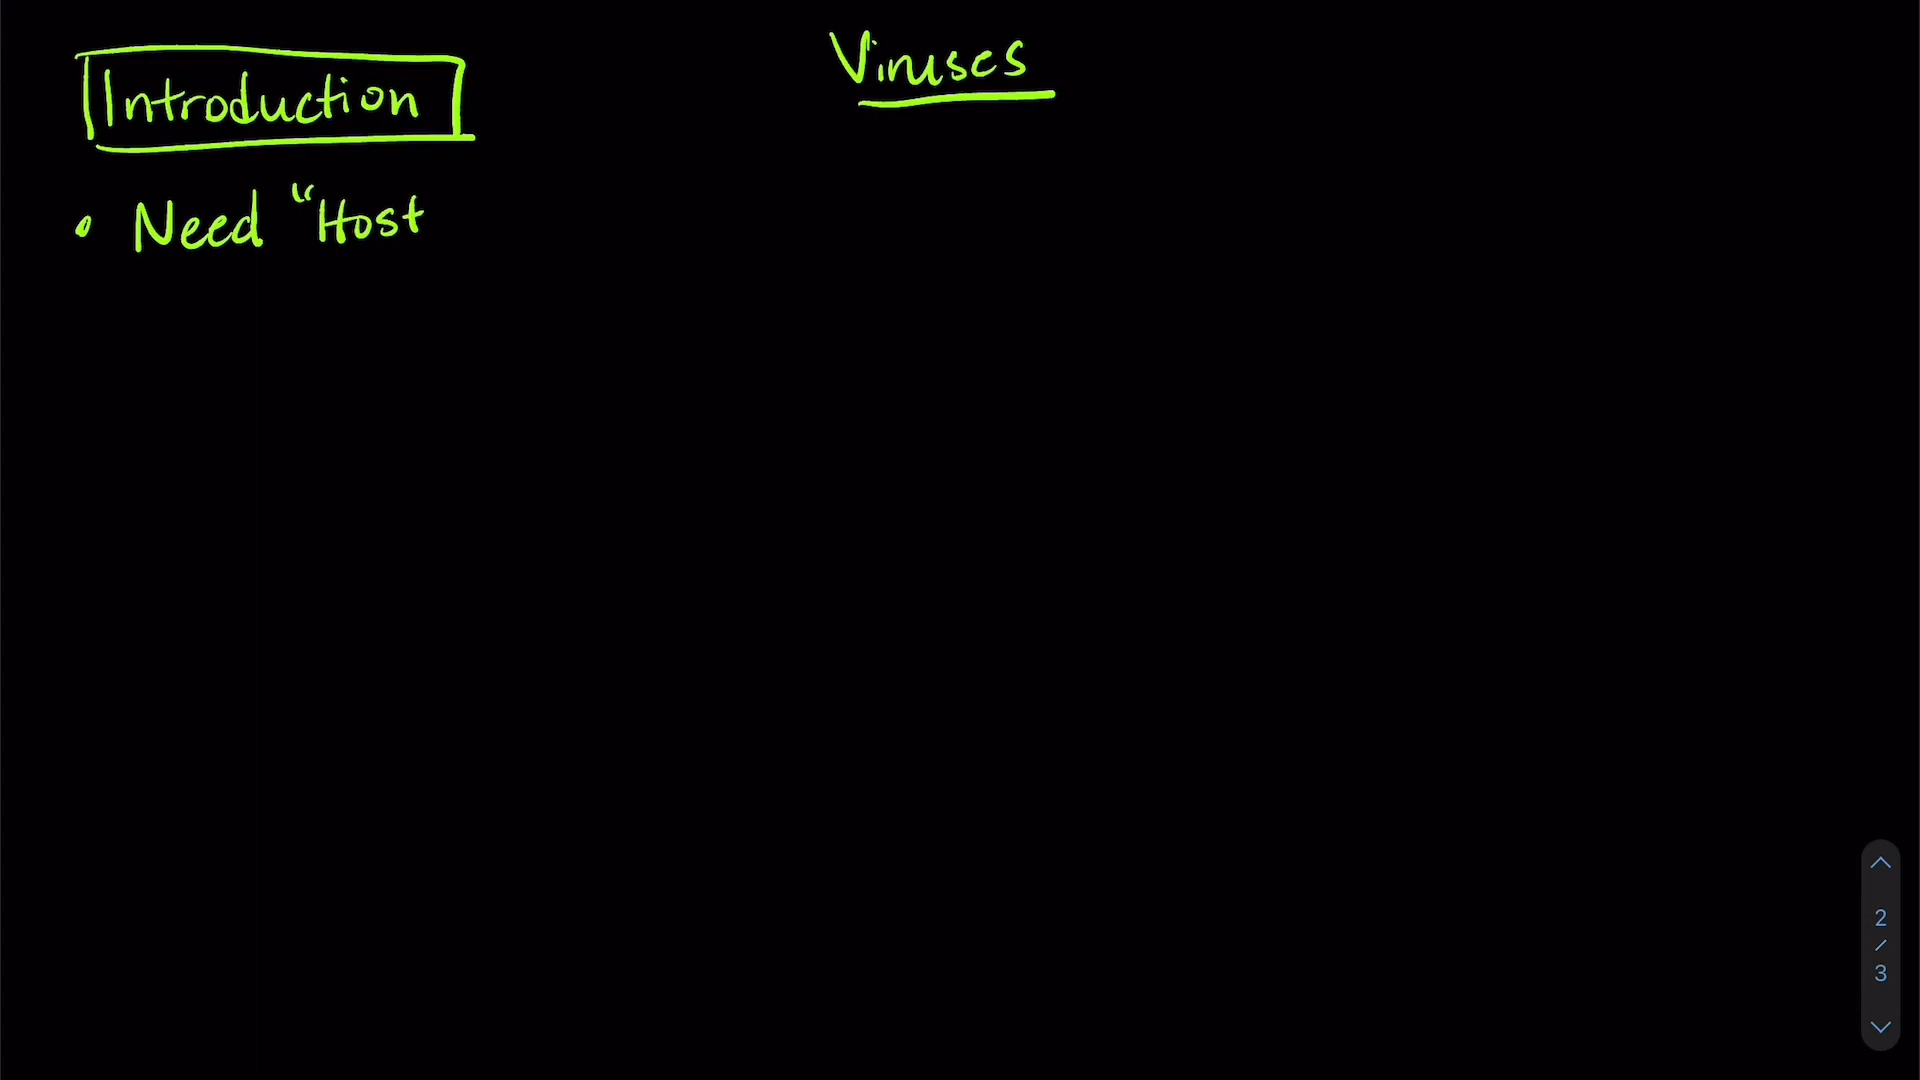 Viruses
Introduction
• Need “Host
2
/
3